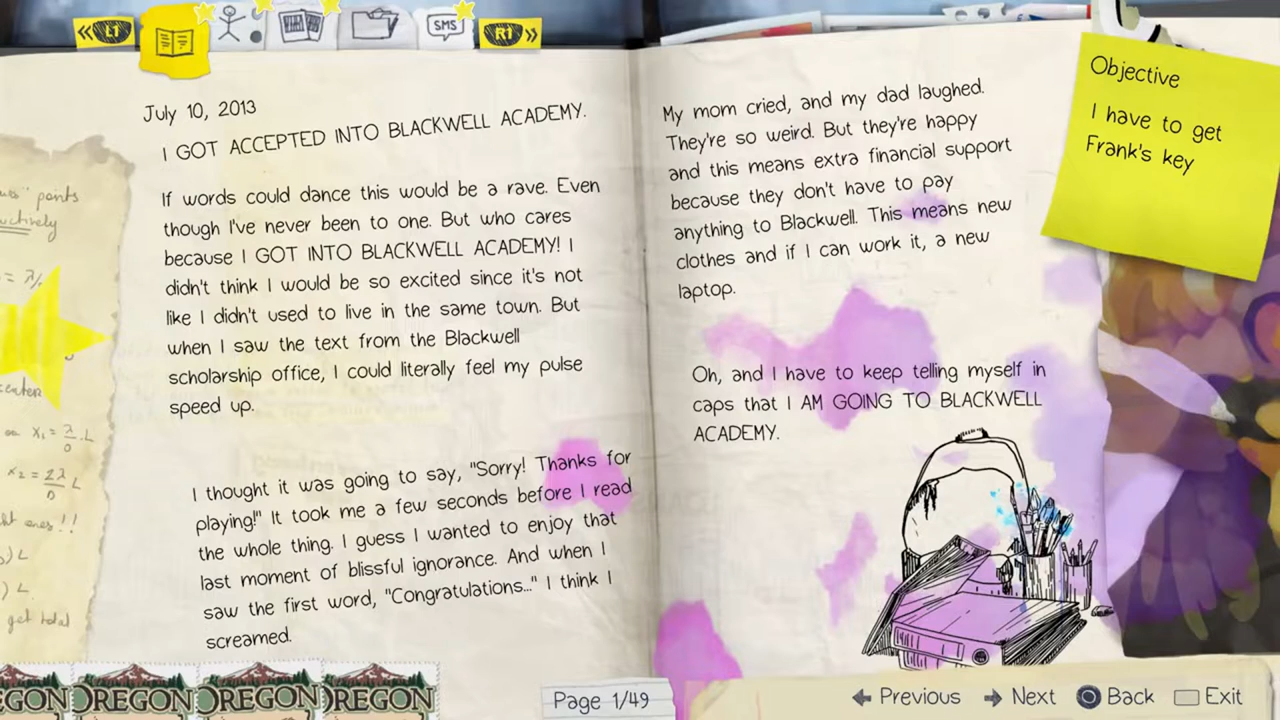 L1
SMS
R1
July 10, 2013
I GOT ACCEPTED INTO BLACKWELL ACADEMY.
If words could dance this would be a rave. Even
though I've never been to one. But who cares
because I GOT INTO BLACKWELL ACADEMY! I
didn't think I would be so excited since it's not
like I didn't used to live in the same town. But
when I saw the text from the Blackwell
scholarship office, I could literally feel my pulse
speed up.
I thought it was going to say, "Sorry! Thanks for
playing!" It took me a few seconds before I read
the whole thing. I guess I wanted to enjoy that
last moment of blissful ignorance. And when I
saw the first word, "Congratulations..." I think I
screamed.
My mom cried, and my dad laughed.
They're so weird. But they're happy
and this means extra financial support
because they don't have to pay
anything to Blackwell. This means new
clothes and if I can work it, a new
laptop.
Oh, and I have to keep telling myself in
caps that I AM GOING TO BLACKWELL
ACADEMY.
Objective
I have to get
Frank's key
points
get total
OREGON OREGON OREGON
Page 1/49
Previous Next Back Exit